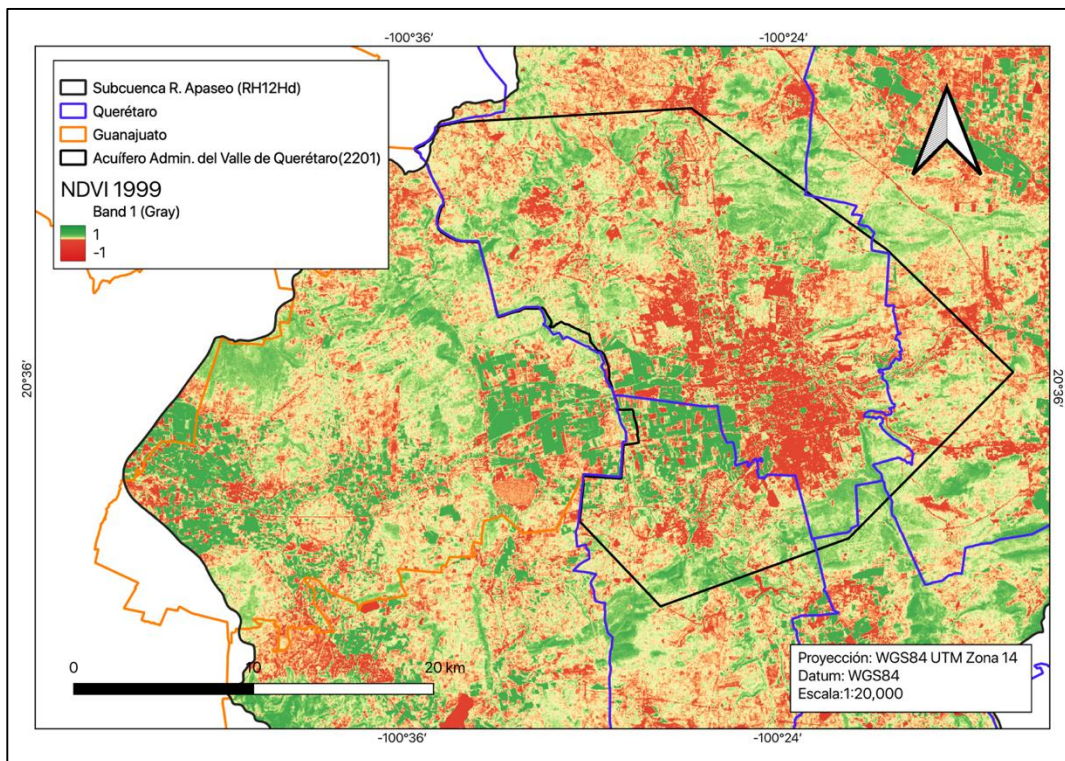 -100°36'
-100°24'
Subcuenca R. Apaseo (RH12Hd)
Querétaro
Guanajuato
Acuífero Admin. del Valle de Querétaro(2201)
NDVI 1999
Band 1 (Gray)
1
-1
20°36'
20°36'
0
10
20 km
Proyección: WGS84 UTM Zona 14
Datum: WGS84
Escala:1:20,000
-100°36'
-100°24'